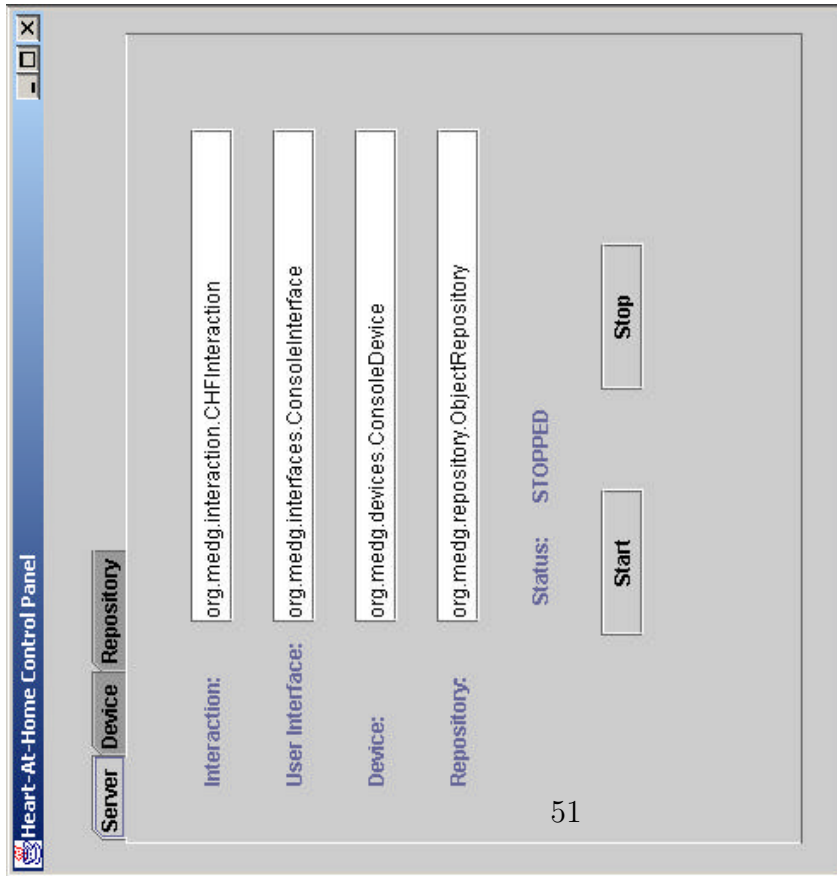 Heart-At-Home Control Panel
Server Device Repository
Interaction: org.medg.interaction.CHFInteraction
User Interface: org.medg.interfaces.ConsoleInterface
Device: org.medg.devices.ConsoleDevice
Repository: org.medg.repository.ObjectRepository
Status: STOPPED
Start Stop
51